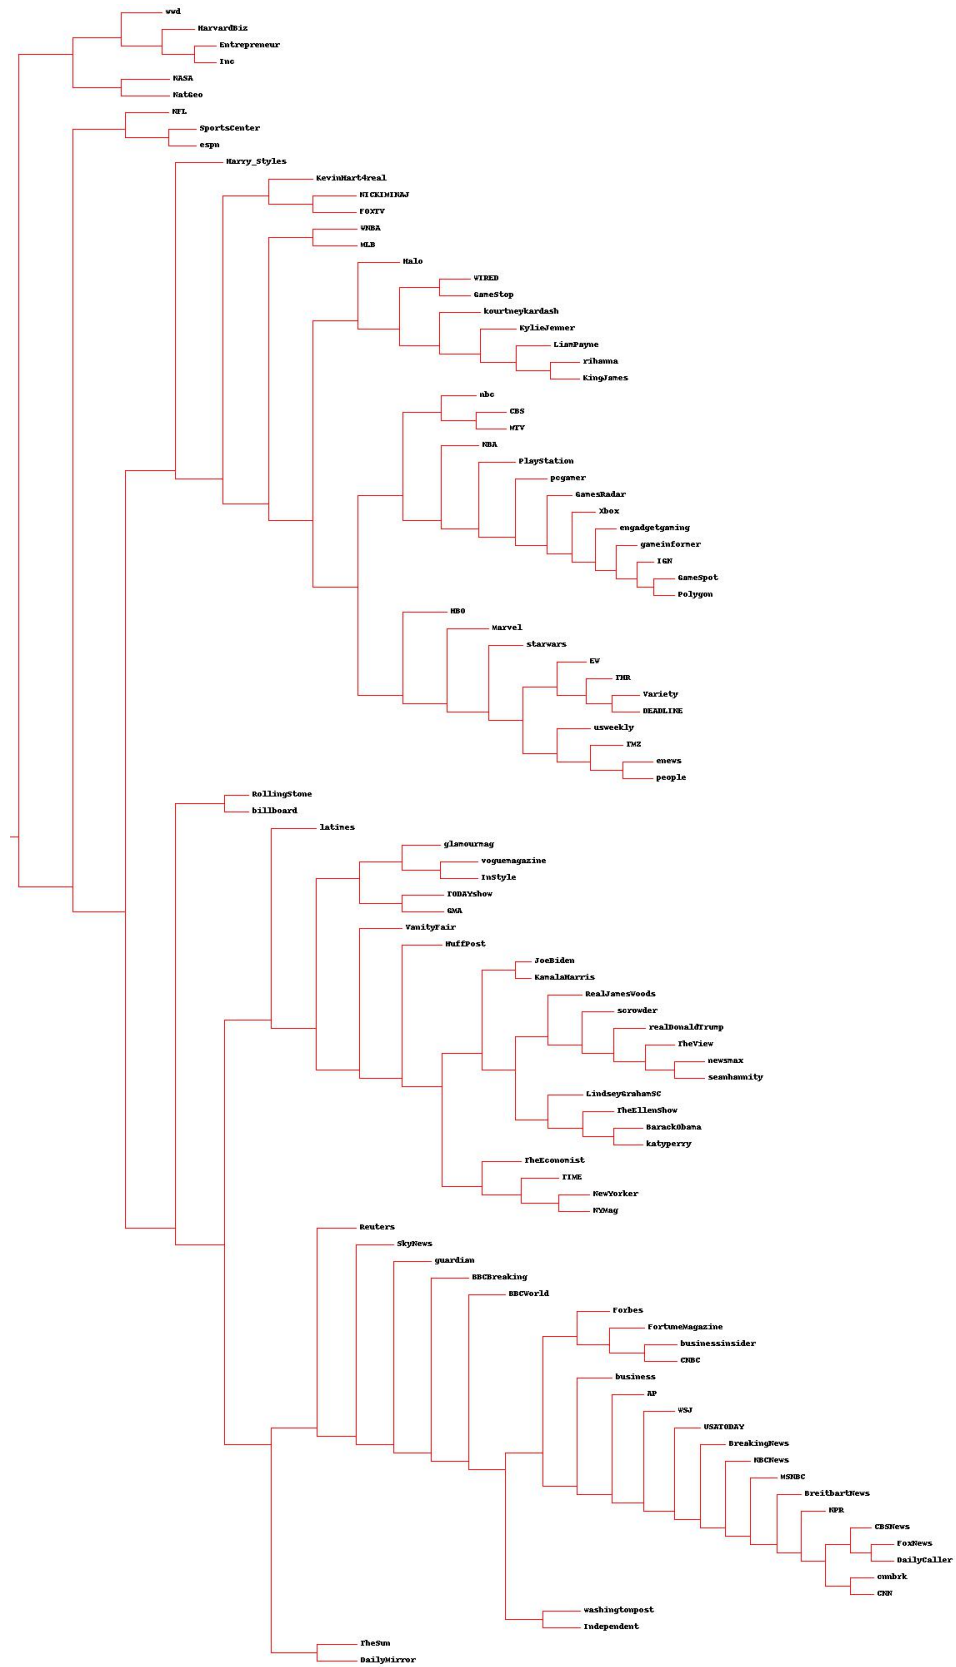 wwd
HarvardBiz
Entrepreneur
Inc
NASA
NatGeo
NFL
SportsCenter
espn
Harry_Styles
KevinHart4real
NICKIMINAJ
FOXTV
WNBA
MLB
Halo
WIRED
GameStop
kourtneykardash
KylieJenner
LiamPayne
rihanna
KingJames
nbc
CBS
MTV
NBA
PlayStation
pcgamer
GamesRadar
Xbox
engadgetgaming
gameinformer
IGN
GameSpot
Polygon
HBO
Marvel
starwars
EW
THR
Variety
DEADLINE
usweekly
TMZ
enews
people
RollingStone
billboard
latimes
glamourmag
voguemagazine
InStyle
TODAYshow
GMA
VanityFair
HuffPost
JoeBiden
KamalaHarris
RealJamesWoods
scrowder
realDonaldTrump
TheView
newsmax
seanhannity
LindseyGrahamSC
TheEllenShow
BarackObama
katyperry
TheEconomist
TIME
NewYorker
NYMag
Reuters
SkyNews
guardian
BBCBreaking
BBCWorld
Forbes
FortuneMagazine
businessinsider
CNBC
business
AP
WSJ
USATODAY
BreakingNews
NBCNews
MSNBC
BreitbartNews
NPR
CBSNews
FoxNews
DailyCaller
cnnbrk
CNN
washingtonpost
Independent
TheSun
DailyMirror